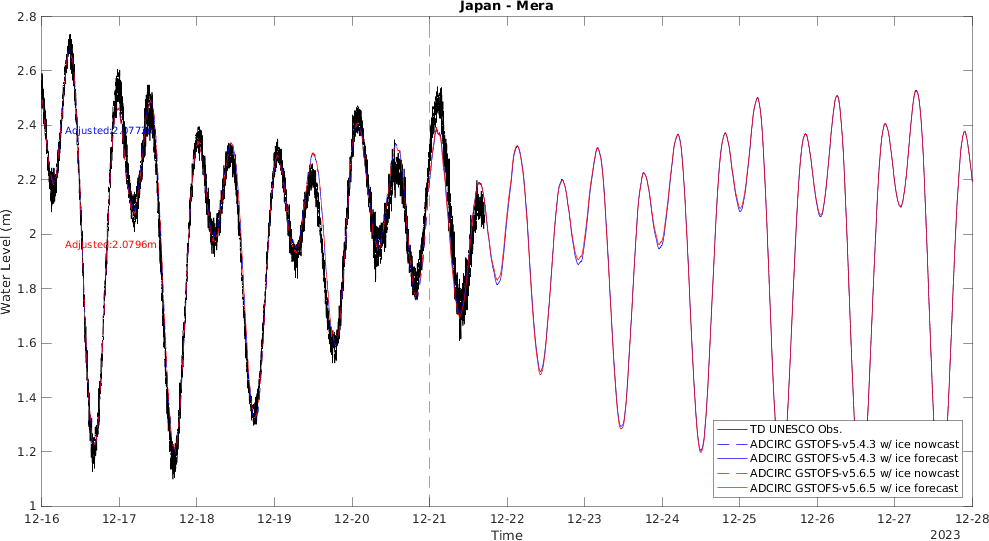 Japan - Mera
2.8
2.6
2.4
2.2
2
1.8
1.6
1.4
1.2
1
Water Level (m)
Adjusted:2.0772m
Adjusted:2.0796m
TD UNESCO Obs.
ADCIRC GSTOFS-v5.4.3 w/ ice nowcast
ADCIRC GSTOFS-v5.4.3 w/ ice forecast
ADCIRC GSTOFS-v5.6.5 w/ ice nowcast
ADCIRC GSTOFS-v5.6.5 w/ ice forecast
12-16 12-17 12-18 12-19 12-20 12-21 12-22 12-23 12-24 12-25 12-26 12-27 12-28
Time
2023